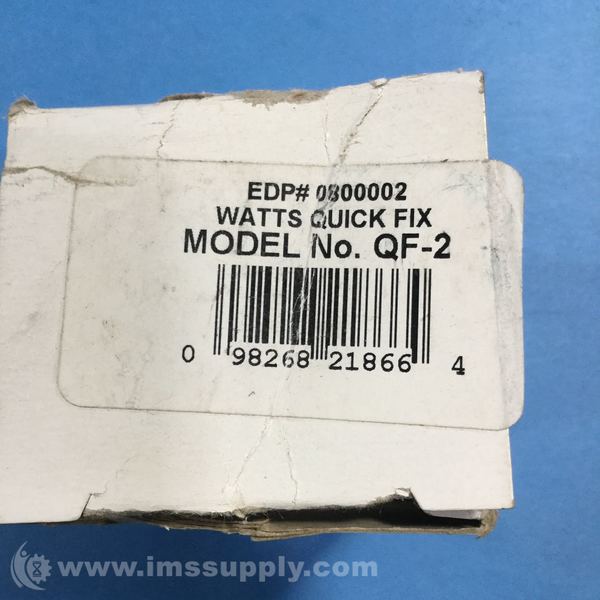 EDP# 0800002
WATTS QUICK FIX
MODEL No. QF-2
0 98268 21866 4
www.imssupply.com